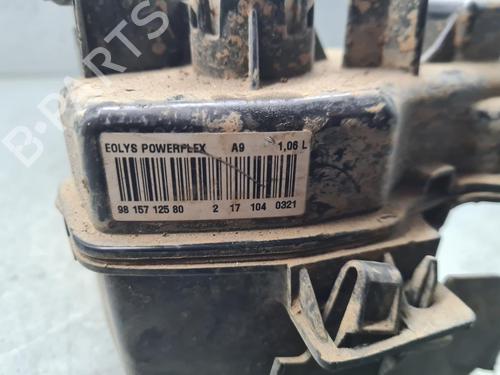 B-PARTS
EOLYS POWERFLEX A9 1,06 L
98 157 125 80 2 17 104 0321